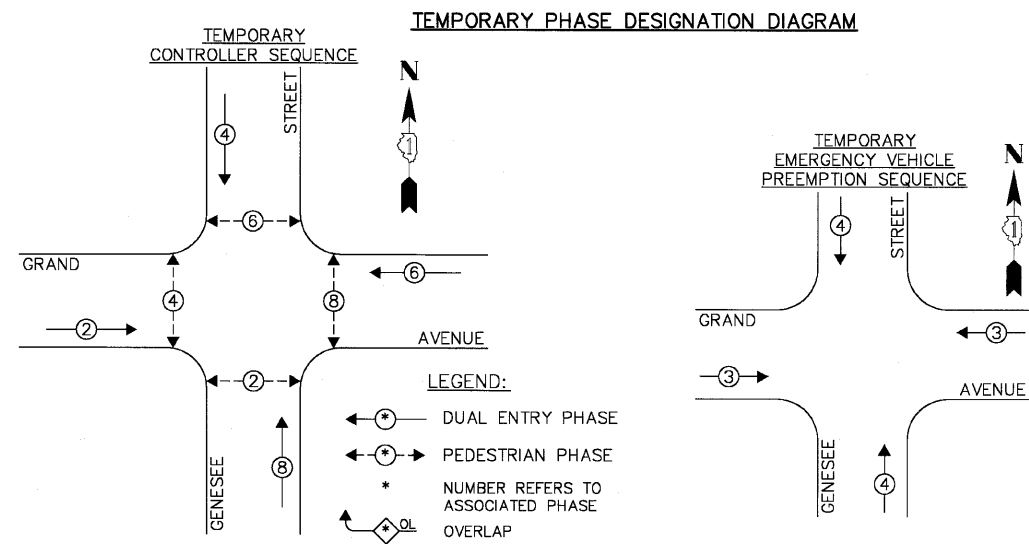 TEMPORARY PHASE DESIGNATION DIAGRAM
TEMPORARY
CONTROLLER SEQUENCE
N
1
STREET
4
6
GRAND
6
4
8
2
AVENUE
2
8
GENESEE
LEGEND:
* DUAL ENTRY PHASE
* PEDESTRIAN PHASE
* NUMBER REFERS TO
ASSOCIATED PHASE
* OL OVERLAP
TEMPORARY
EMERGENCY VEHICLE
PREEMPTION SEQUENCE
N
1
4
STREET
GRAND
3
3
AVENUE
GENESEE
4